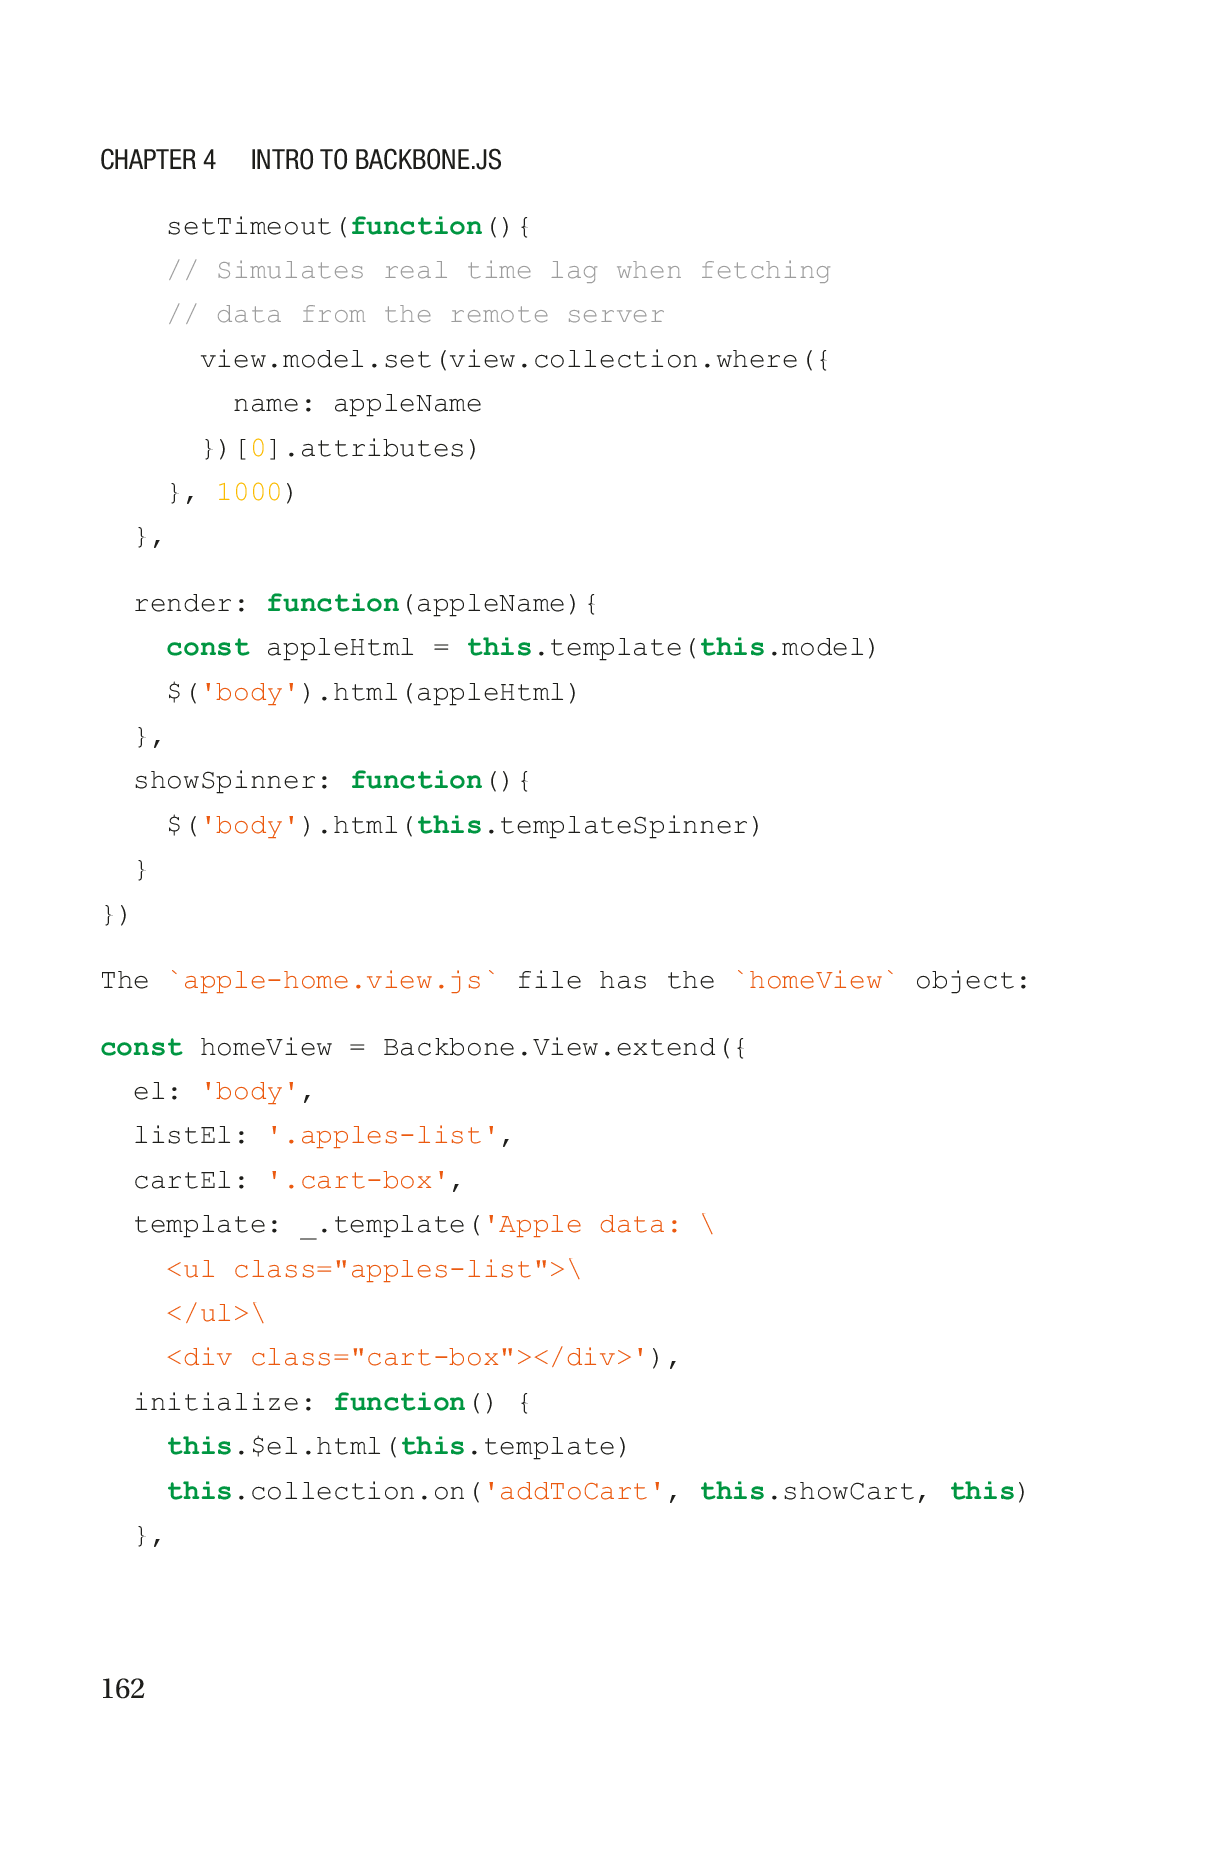 CHAPTER 4 INTRO TO BACKBONE.JS
    setTimeout(function(){
    // Simulates real time lag when fetching
    // data from the remote server
      view.model.set(view.collection.where({
        name: appleName
      })[0].attributes)
    }, 1000)
  },
  render: function(appleName){
    const appleHtml = this.template(this.model)
    $('body').html(appleHtml)
  },
  showSpinner: function(){
    $('body').html(this.templateSpinner)
  }
})
The `apple-home.view.js` file has the `homeView` object:
const homeView = Backbone.View.extend({
  el: 'body',
  listEl: '.apples-list',
  cartEl: '.cart-box',
  template: _.template('Apple data: \
    <ul class="apples-list">\
    </ul>\
    <div class="cart-box"></div>'),
  initialize: function() {
    this.$el.html(this.template)
    this.collection.on('addToCart', this.showCart, this)
  },
162